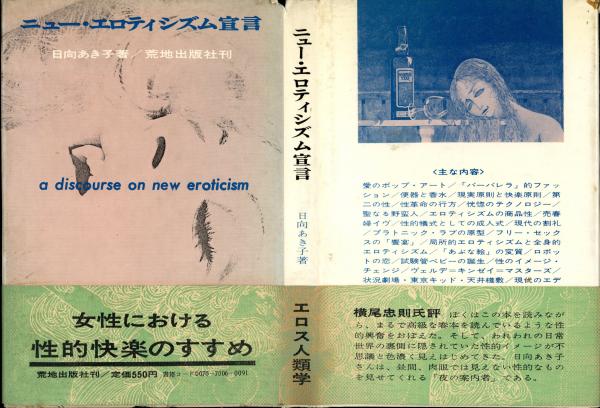 ニュー・エロティシズム宣言
日向あき子著／荒地出版社刊
a discourse on new eroticism
女性における
性的快楽のすすめ
荒地出版社刊／定価550円 書籍コード0076-7006-0091
ニュー・エロティシズム宣言
日向あき子著
エロス人類学
〈主な内容〉
愛のポップ・アート／「バーバレラ」的ファッ
ション／便器と香水／現実原則と快楽原則／第
二の性／性革命の行方／恍惚のテクノロジー／
聖なる野蛮人／エロティシズムの商品性／売春
婦イヴ／性的儀式としての成人式／現代の割礼
／プラトニック・ラブの原型／フリー・セック
スの「饗宴」／局所的エロティシズムと全身的
エロティシズム／「あぶな絵」の変質／ロボッ
トの恋／試験管ベビーの誕生／性のイメージ・
チェンジ／ヴェルデ＝キンゼイ＝マスターズ／
状況劇場・東京キッド・天井桟敷／現代のエデ
横尾忠則氏評 ぼくはこの本を読みなが
ら、まるで高級な春本を読んでいるような性
的興奮をおぼえた。そして、われわれの日常
世界の裏側に隠されていた性的イメージが不
思議と色濃く見えはじめてきた。日向あき子
さんは、昼間、肉眼では見えない性的なもの
を見せてくれる「夜の案内者」である。